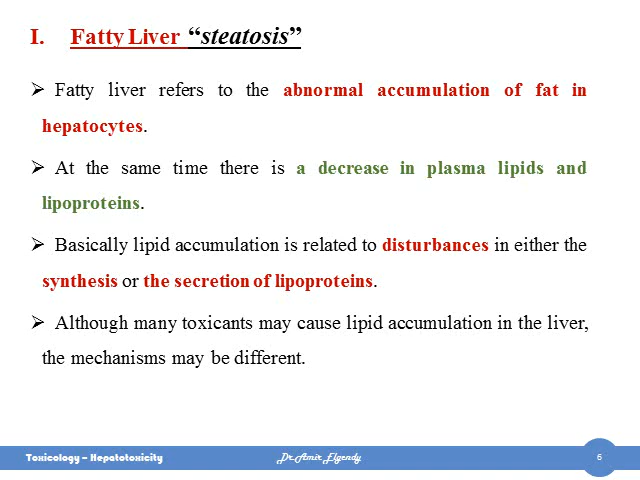 I. Fatty Liver “steatosis”
➢ Fatty liver refers to the abnormal accumulation of fat in
hepatocytes.
➢ At the same time there is a decrease in plasma lipids and
lipoproteins.
➢ Basically lipid accumulation is related to disturbances in either the
synthesis or the secretion of lipoproteins.
➢ Although many toxicants may cause lipid accumulation in the liver,
the mechanisms may be different.
Toxicology – Hepatotoxicity Dr. Amir Elgendy 5